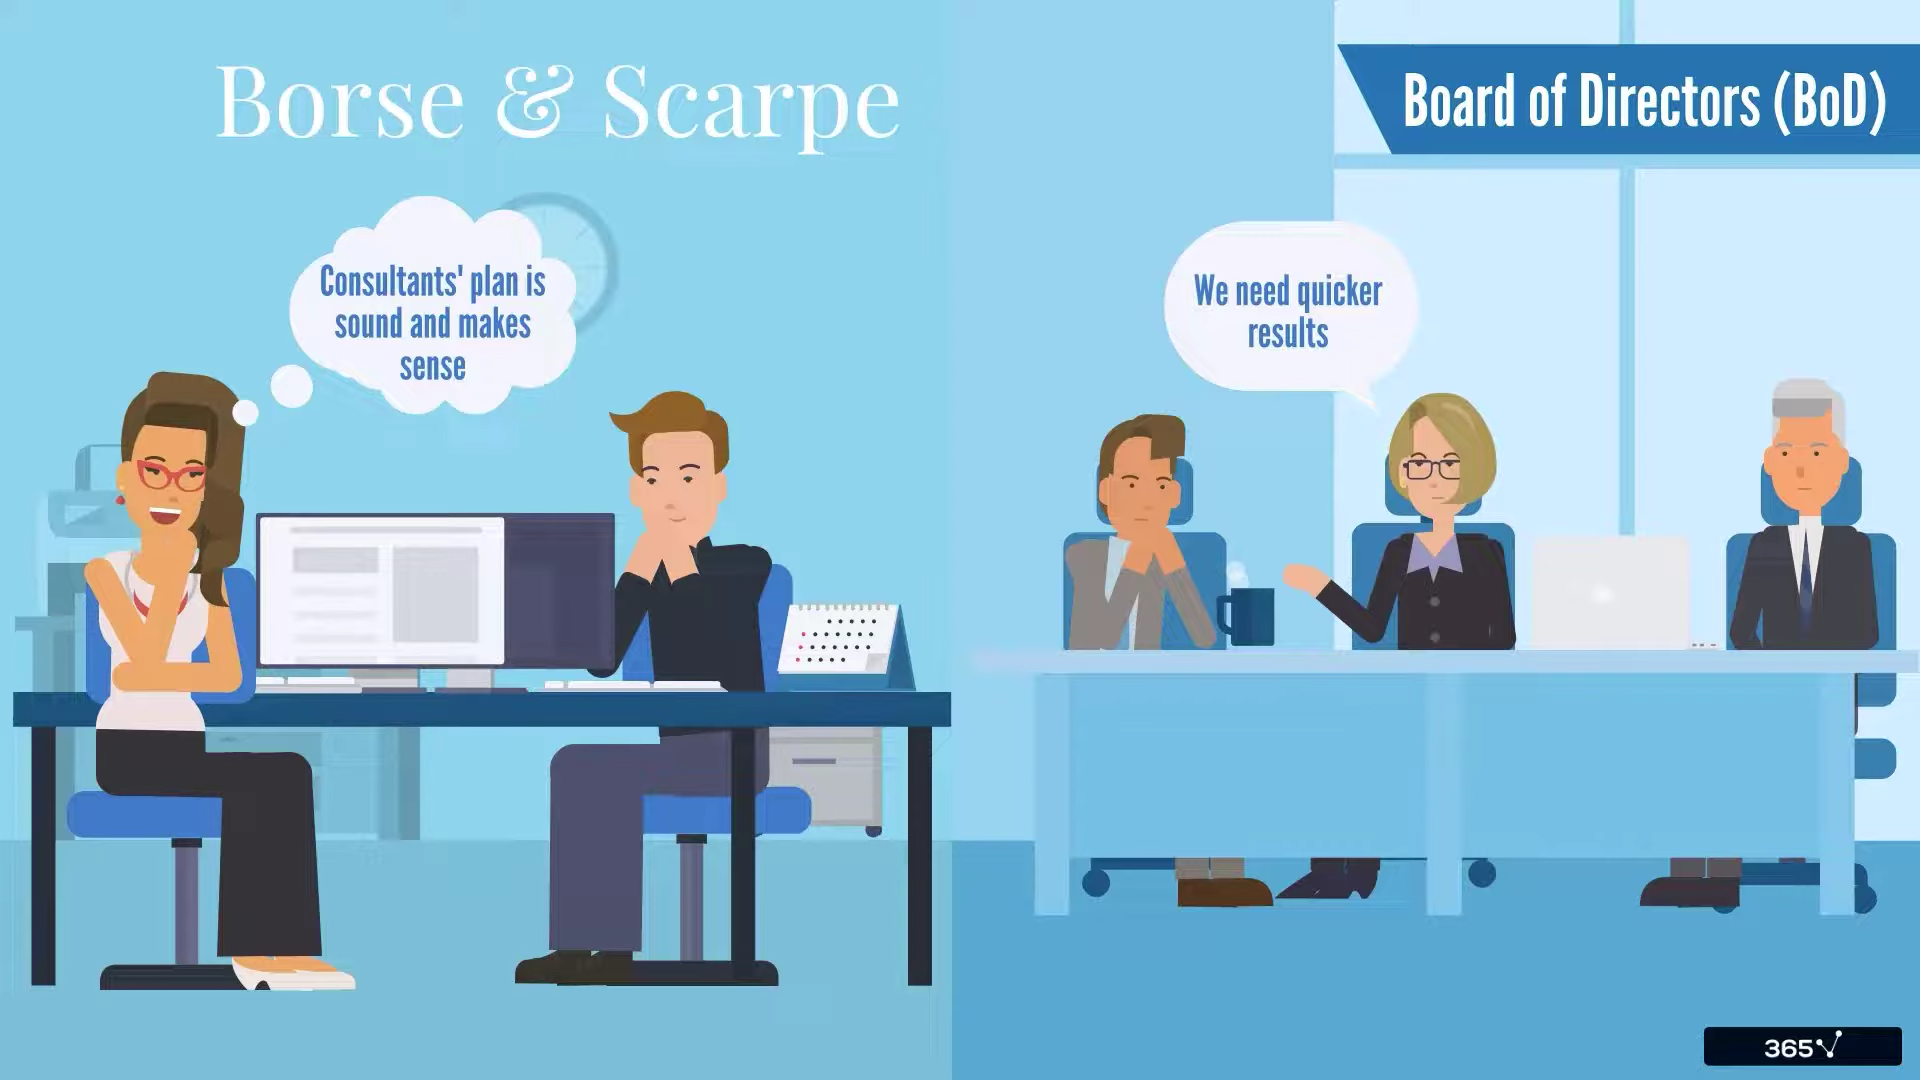 Borse & Scarpe
Board of Directors (BoD)
Consultants' plan is
sound and makes
sense
We need quicker
results
365